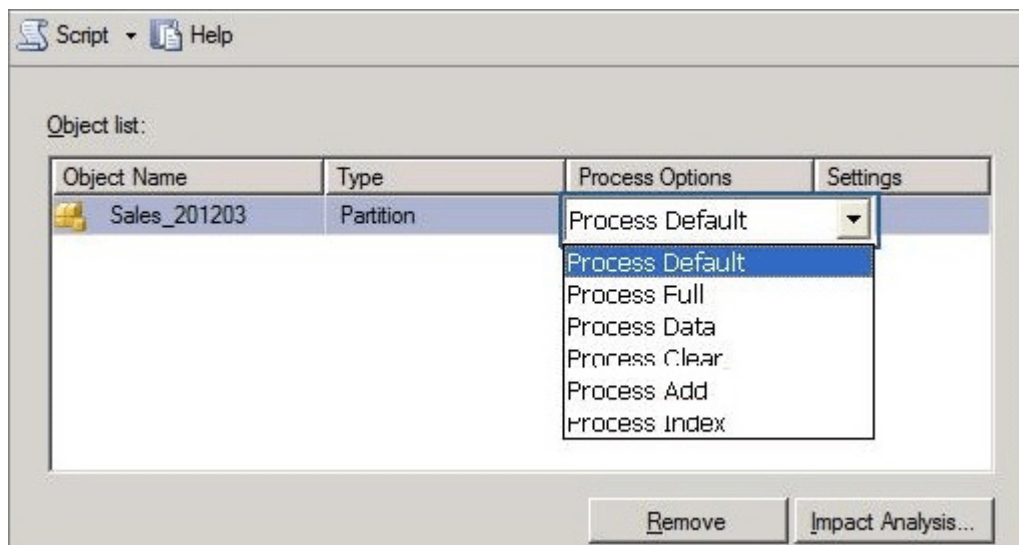 Script Help
Object list:
Object Name Type Process Options Settings
Sales_201203 Partition Process Default
Process Default
Process Full
Process Data
Process Clear
Process Add
Process Index
Remove Impact Analysis...